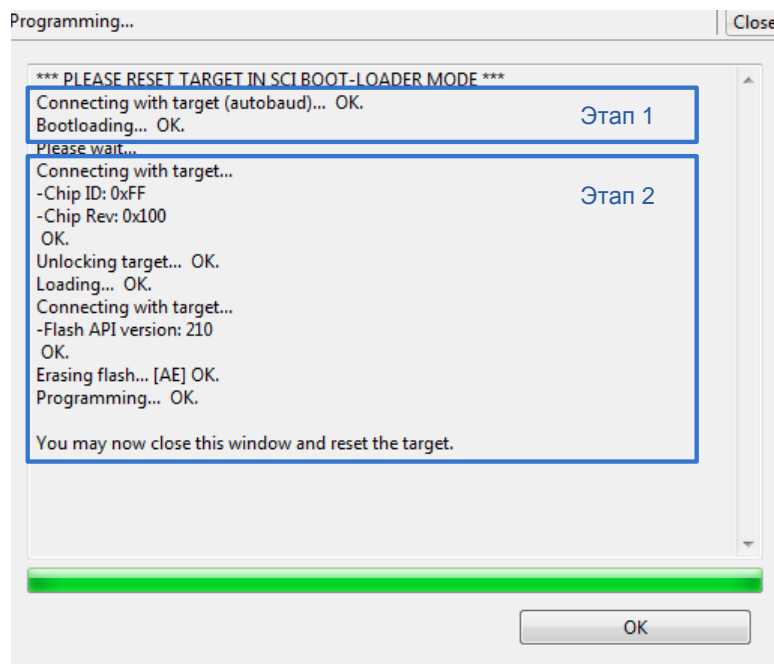 Programming...
Close
*** PLEASE RESET TARGET IN SCI BOOT-LOADER MODE ***
Connecting with target (autobaud)... OK.
Этап 1
Bootloading... OK.
Please wait...
Connecting with target...
-Chip ID: 0xFF
Этап 2
-Chip Rev: 0x100
OK.
Unlocking target... OK.
Loading... OK.
Connecting with target...
-Flash API version: 210
OK.
Erasing flash... [AE] OK.
Programming... OK.
You may now close this window and reset the target.
OK